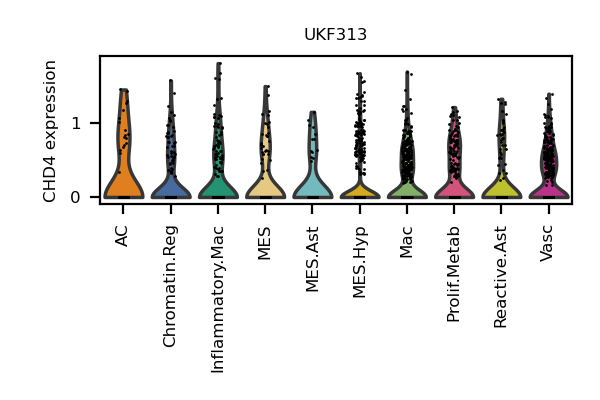 UKF313
CHD4 expression
1
0
AC
Chromatin.Reg
Inflammatory.Mac
MES
MES.Ast
MES.Hyp
Mac
Prolif.Metab
Reactive.Ast
Vasc